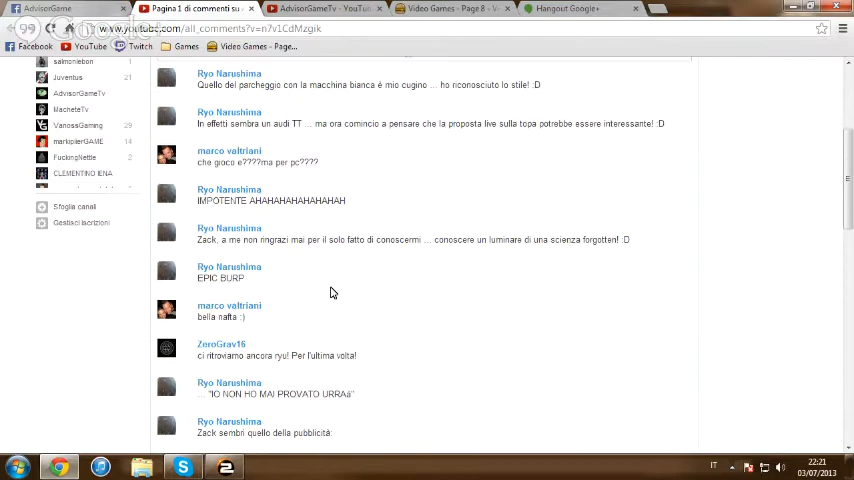 AdvisorGame
Pagina 1 di commenti su
AdvisorGameTv - YouTub
Video Games - Page 8 - V
Hangout Google+
Google+
www.youtube.com/all_comments?v=n7v1CdMzgik
Facebook
YouTube
Twitch
Games
Video Games - Page...
salmonlebon 1
Juventus 21
AdvisorGameTv
MacheteTv
VanossGaming 29
markiplierGAME 14
FuckingNettle 2
CLEMENTINO IENA
Sfoglia canali
Gestisci iscrizioni
Ryo Narushima
Quello del parcheggio con la macchina bianca è mio cugino ... ho riconosciuto lo stile! :D
Ryo Narushima
In effetti sembra un audi TT ... ma ora comincio a pensare che la proposta live sulla topa potrebbe essere interessante! :D
marco valtriani
che gioco e????ma per pc????
Ryo Narushima
IMPOTENTE AHAHAHAHAHAHAHAH
Ryo Narushima
Zack, a me non ringrazi mai per il solo fatto di conoscermi ... conoscere un luminare di una scienza forgotten! :D
Ryo Narushima
EPIC BURP
marco valtriani
bella nafta :)
ZeroGrav16
ci ritroviamo ancora ryu! Per l'ultima volta!
Ryo Narushima
... "IO NON HO MAI PROVATO URRAá"
Ryo Narushima
Zack sembri quello della pubblicità:
IT
22:21
03/07/2013